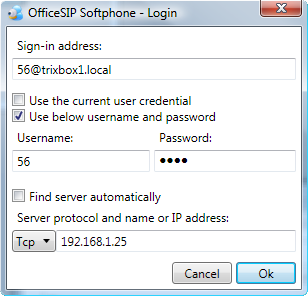 OfficeSIP Softphone - Login
Sign-in address:
56@trixbox1.local
Use the current user credential
Use below username and password
Username: Password:
56 ●●●●
Find server automatically
Server protocol and name or IP address:
Tcp 192.168.1.25
Cancel Ok